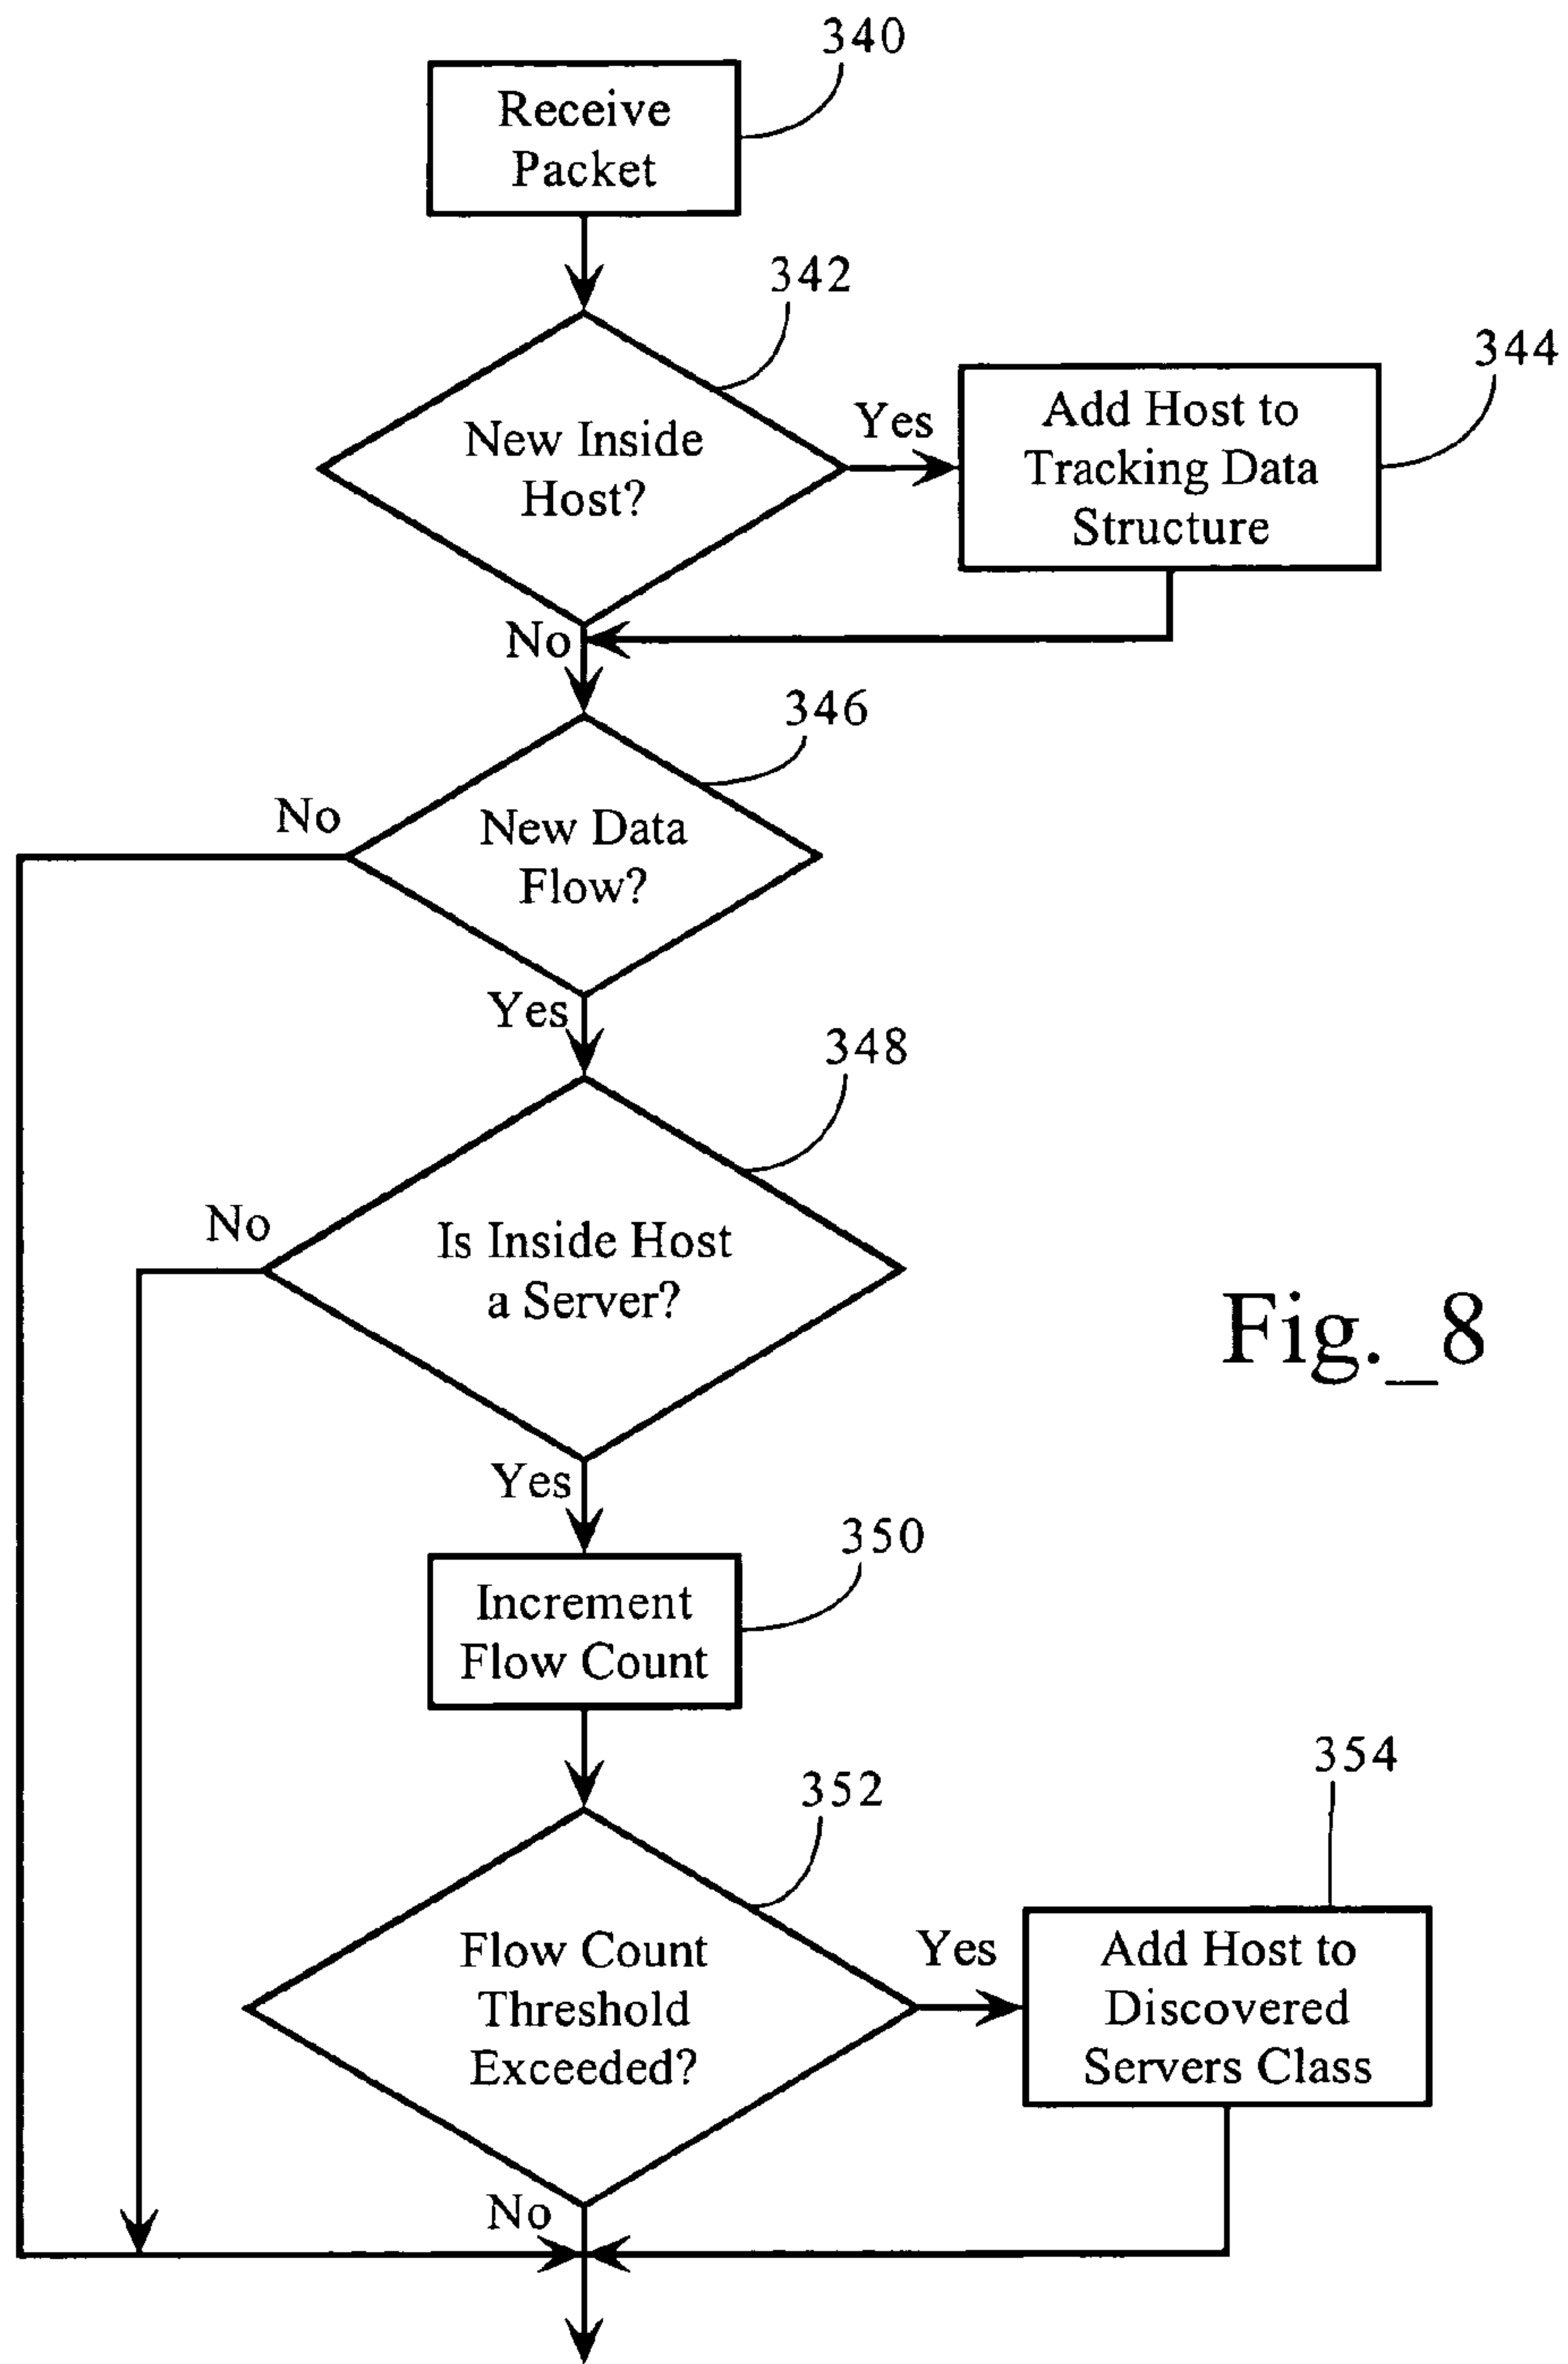 340
Receive
Packet
342
New Inside
Host?
Yes
344
Add Host to
Tracking Data
Structure
No
346
No
New Data
Flow?
Yes
348
No
Is Inside Host
a Server?
Fig._8
Yes
350
Increment
Flow Count
352
354
Flow Count
Threshold
Exceeded?
Yes
Add Host to
Discovered
Servers Class
No